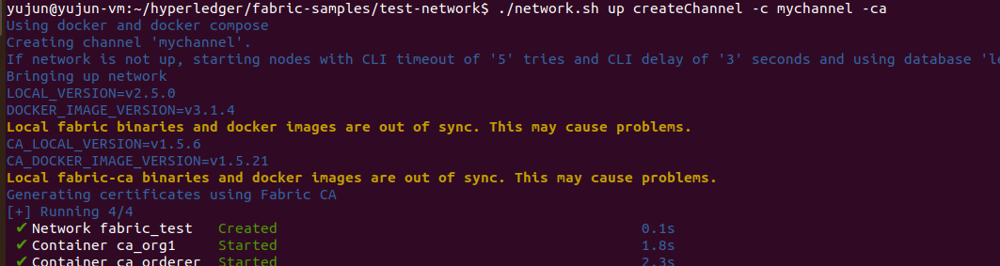 yujun@yujun-vm:~/hyperledger/fabric-samples/test-network$ ./network.sh up createChannel -c mychannel -ca
Using docker and docker compose
Creating channel 'mychannel'.
If network is not up, starting nodes with CLI timeout of '5' tries and CLI delay of '3' seconds and using database
Bringing up network
LOCAL_VERSION=v2.5.0
DOCKER_IMAGE_VERSION=v3.1.4
Local fabric binaries and docker images are out of sync. This may cause problems.
CA_LOCAL_VERSION=v1.5.6
CA_DOCKER_IMAGE_VERSION=v1.5.21
Local fabric-ca binaries and docker images are out of sync. This may cause problems.
Generating certificates using Fabric CA
[+] Running 4/4
✔ Network fabric_test Created 0.1s
✔ Container ca_org1 Started 1.8s
✔ Container ca_orderer Started 2.3s